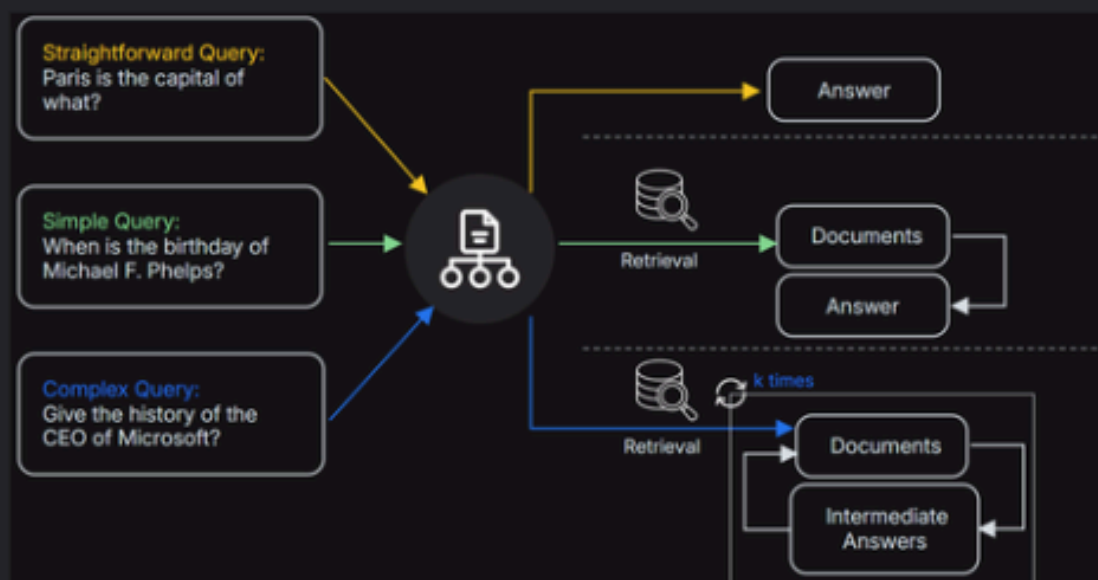 Straightforward Query:
Paris is the capital of
what?
Answer
Simple Query:
When is the birthday of
Michael F. Phelps?
Retrieval
Documents
Answer
Complex Query:
Give the history of the
CEO of Microsoft?
Retrieval
k times
Documents
Intermediate
Answers